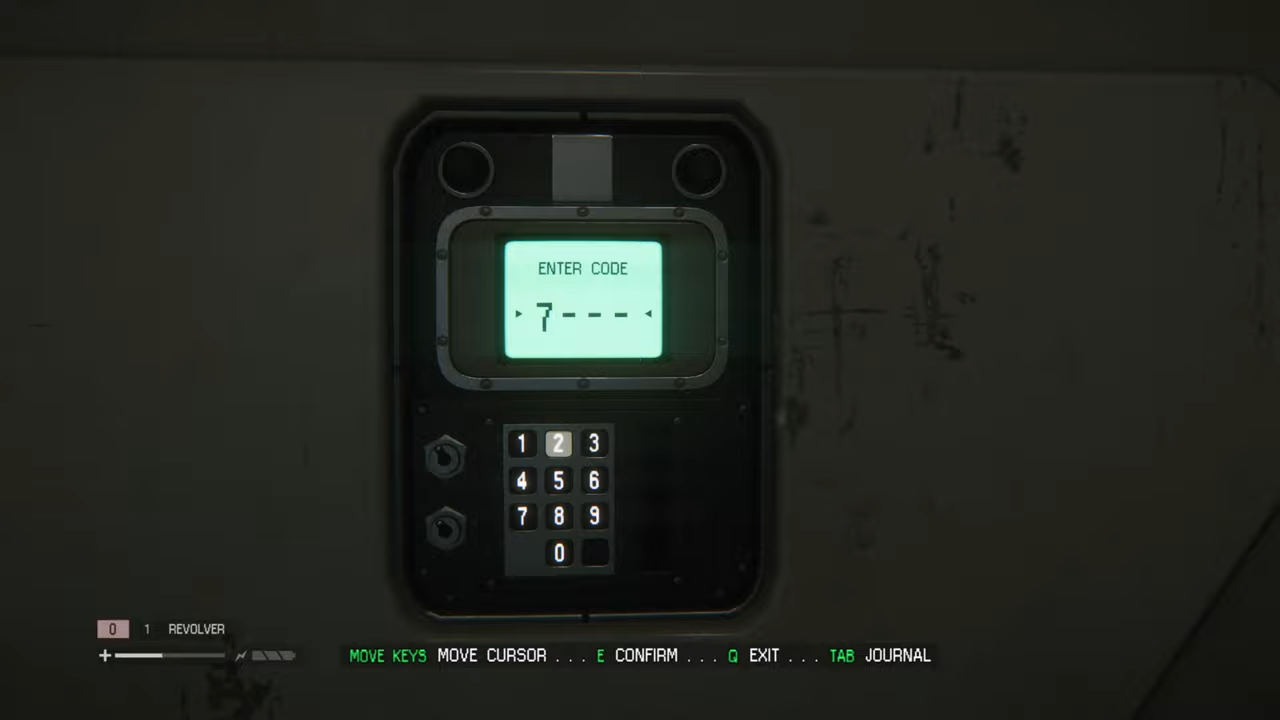 ENTER CODE
▸ 7 - - - ◂
1 2 3
4 5 6
7 8 9
0
0 1 REVOLVER
MOVE KEYS MOVE CURSOR . . . E CONFIRM . . . Q EXIT . . . TAB JOURNAL